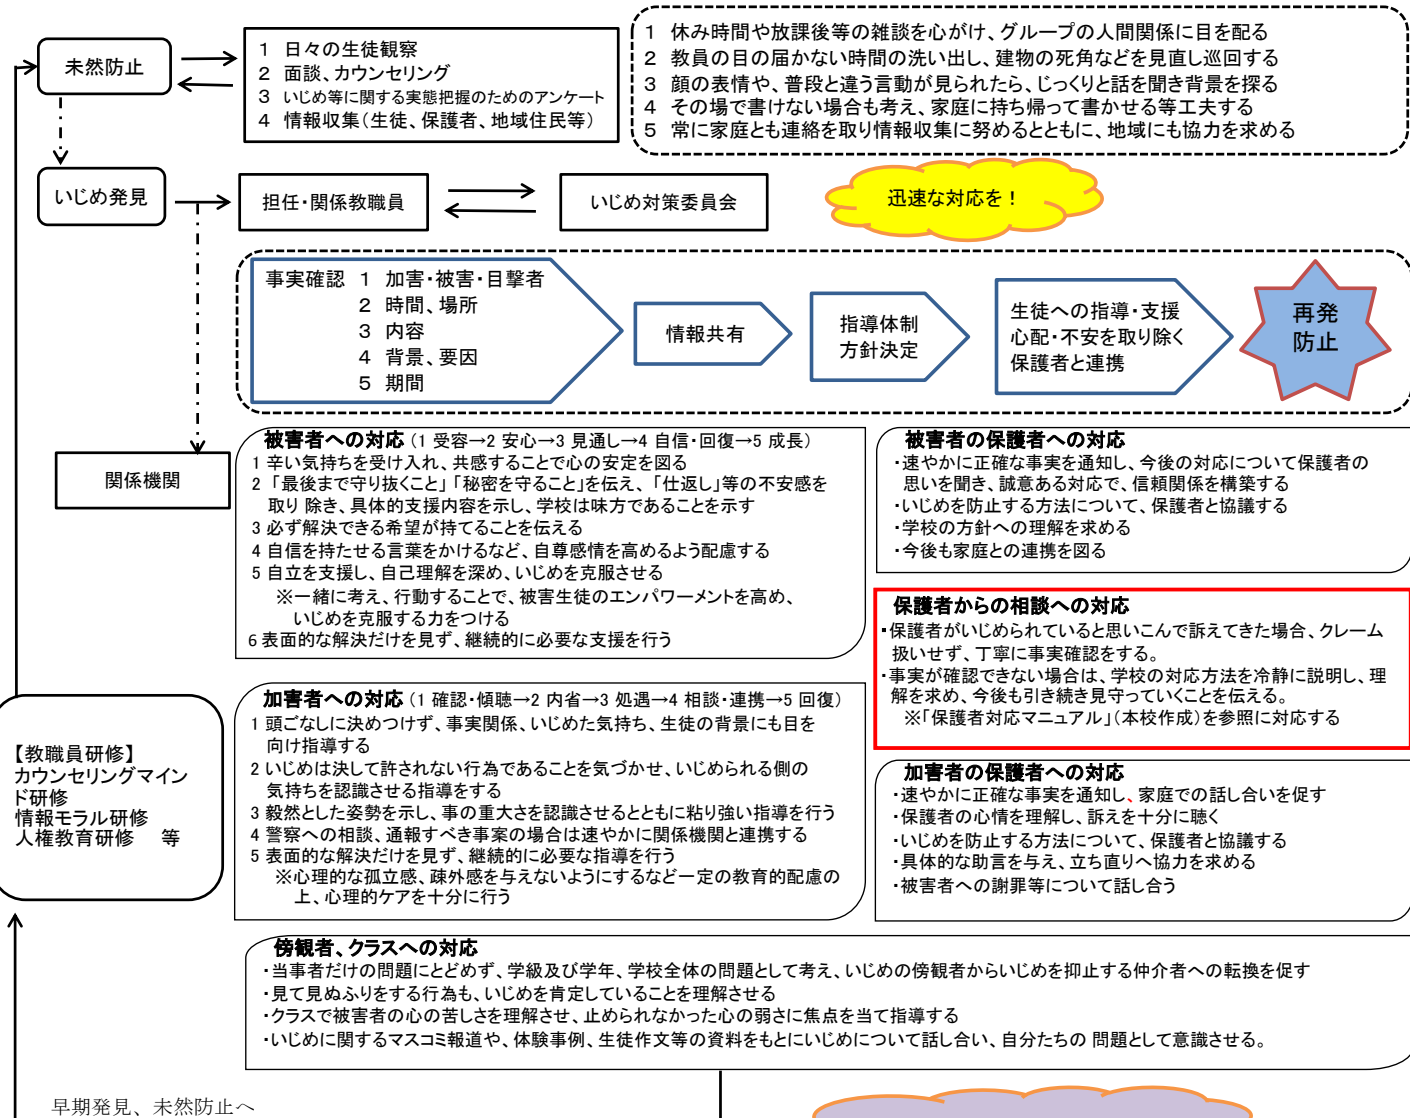 未然防止
1 日々の生徒観察
2 面談、カウンセリング
3 いじめ等に関する実態把握のためのアンケート
4 情報収集（生徒、保護者、地域住民等）
1 休み時間や放課後等の雑談を心がけ、グループの人間関係に目を配る
2 教員の目の届かない時間の洗い出し、建物の死角などを見直し巡回する
3 顔の表情や、普段と違う言動が見られたら、じっくりと話を聞き背景を探る
4 その場で書けない場合も考え、家庭に持ち帰って書かせる等工夫する
5 常に家庭とも連絡を取り情報収集に努めるとともに、地域にも協力を求める
いじめ発見
担任・関係教職員
いじめ対策委員会
迅速な対応を！
事実確認 1 加害・被害・目撃者
2 時間、場所
3 内容
4 背景、要因
5 期間
情報共有
指導体制
方針決定
生徒への指導・支援
心配・不安を取り除く
保護者と連携
再発
防止
関係機関
被害者への対応（1 受容→2 安心→3 見通し→4 自信・回復→5 成長）
1 辛い気持ちを受け入れ、共感することで心の安定を図る
2 「最後まで守り抜くこと」「秘密を守ること」を伝え、「仕返し」等の不安感を
取り 除き、具体的支援内容を示し、学校は味方であることを示す
3 必ず解決できる希望が持てることを伝える
4 自信を持たせる言葉をかけるなど、自尊感情を高めるよう配慮する
5 自立を支援し、自己理解を深め、いじめを克服させる
※一緒に考え、行動することで、被害生徒のエンパワーメントを高め、
いじめを克服する力をつける
6 表面的な解決だけを見ず、継続的に必要な支援を行う
被害者の保護者への対応
・速やかに正確な事実を通知し、今後の対応について保護者の
思いを聞き、誠意ある対応で、信頼関係を構築する
・いじめを防止する方法について、保護者と協議する
・学校の方針への理解を求める
・今後も家庭との連携を図る
保護者からの相談への対応
・保護者がいじめられていると思いこんで訴えてきた場合、クレーム
扱いせず、丁寧に事実確認をする。
・事実が確認できない場合は、学校の対応方法を冷静に説明し、理
解を求め、今後も引き続き見守っていくことを伝える。
※「保護者対応マニュアル」（本校作成）を参照に対応する
加害者への対応（1 確認・傾聴→2 内省→3 処遇→4 相談・連携→5 回復）
1 頭ごなしに決めつけず、事実関係、いじめた気持ち、生徒の背景にも目を
向け指導する
2 いじめは決して許されない行為であることを気づかせ、いじめられる側の
気持ちを認識させる指導をする
3 毅然とした姿勢を示し、事の重大さを認識させるとともに粘り強い指導を行う
4 警察への相談、通報すべき事案の場合は速やかに関係機関と連携する
5 表面的な解決だけを見ず、継続的に必要な指導を行う
※心理的な孤立感、疎外感を与えないようにするなど一定の教育的配慮の
上、心理的ケアを十分に行う
加害者の保護者への対応
・速やかに正確な事実を通知し、家庭での話し合いを促す
・保護者の心情を理解し、訴えを十分に聴く
・いじめを防止する方法について、保護者と協議する
・具体的な助言を与え、立ち直りへ協力を求める
・被害者への謝罪等について話し合う
【教職員研修】
カウンセリングマイン
ド研修
情報モラル研修
人権教育研修　等
傍観者、クラスへの対応
・当事者だけの問題にとどめず、学級及び学年、学校全体の問題として考え、いじめの傍観者からいじめを抑止する仲介者への転換を促す
・見て見ぬふりをする行為も、いじめを肯定していることを理解させる
・クラスで被害者の心の苦しさを理解させ、止められなかった心の弱さに焦点を当て指導する
・いじめに関するマスコミ報道や、体験事例、生徒作文等の資料をもとにいじめについて話し合い、自分たちの 問題として意識させる。
早期発見、未然防止へ